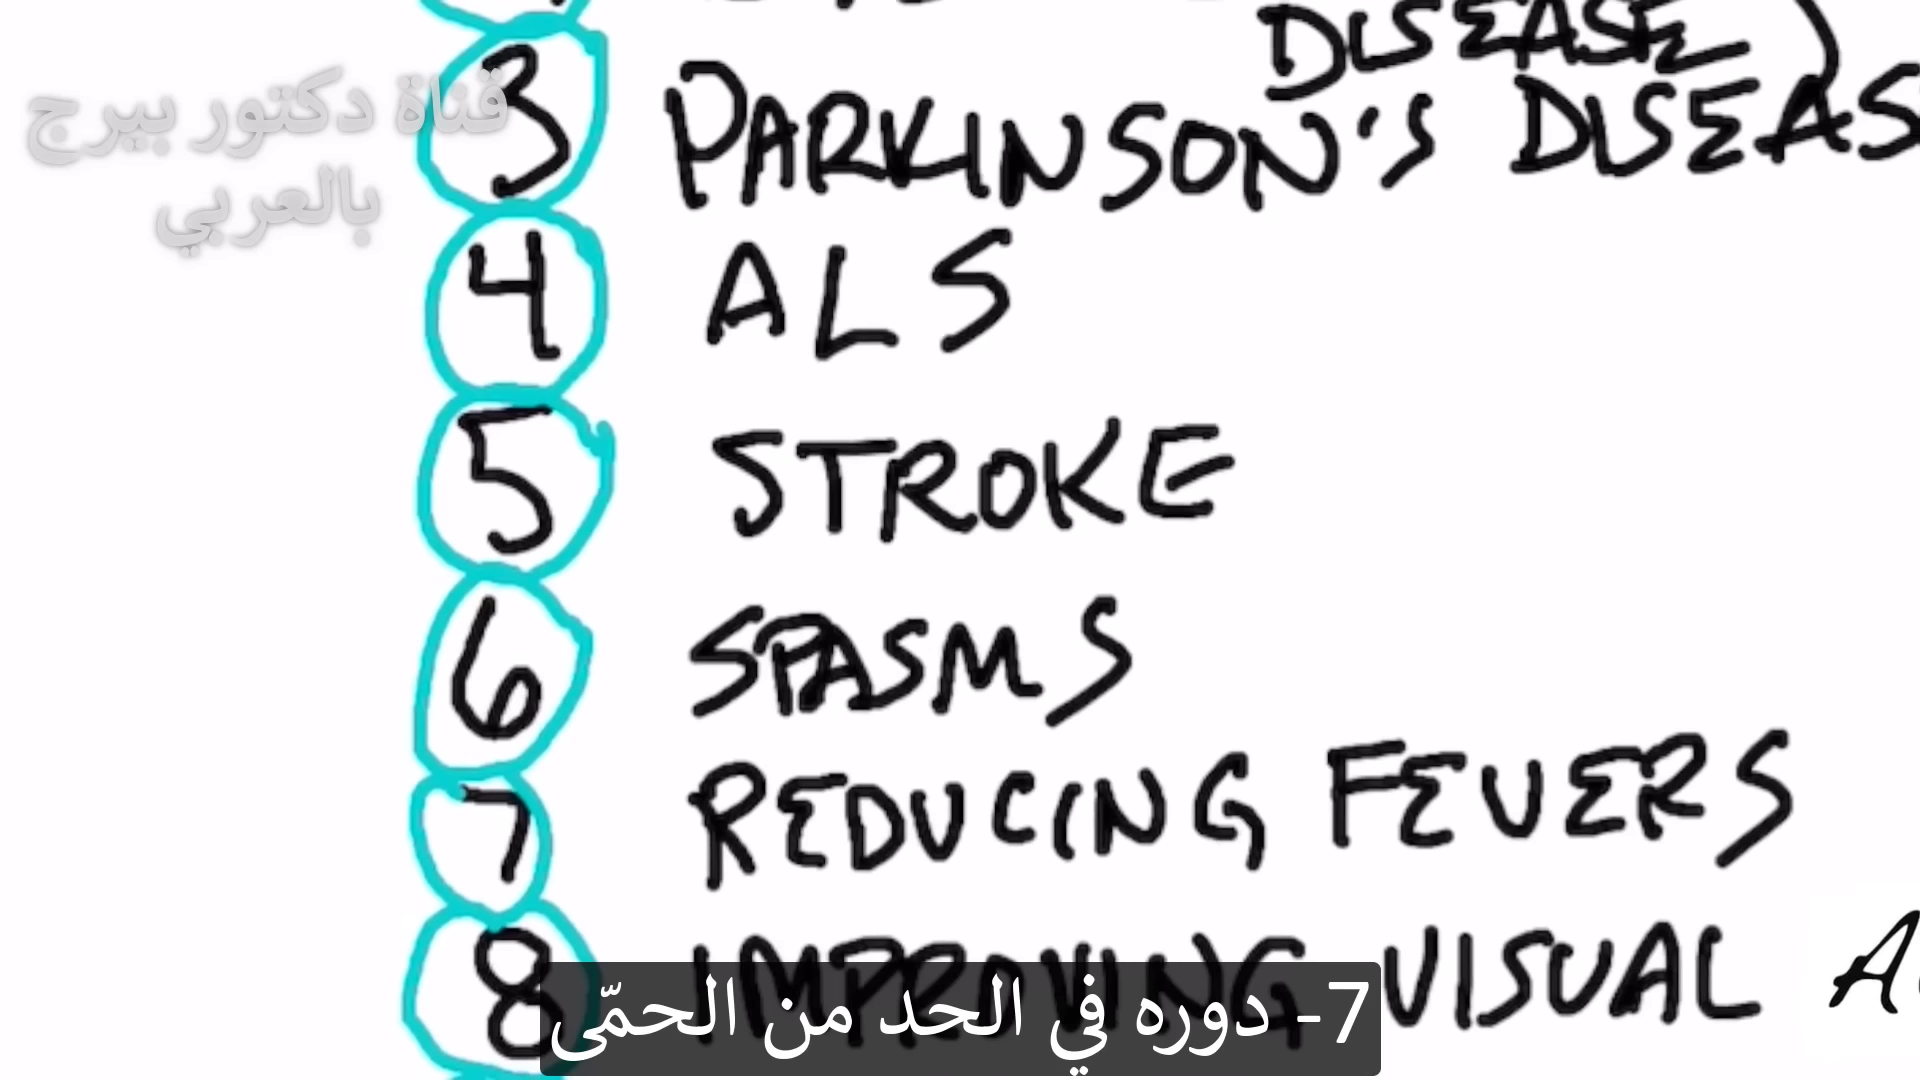 DISEASE
3 PARKINSON'S DISEAS
قناة دكتور بيرج
بالعربي
4 ALS
5 STROKE
6 SPASMS
7 REDUCING FEVERS
8 IMPROVING VISUAL
7- دوره في الحد من الحمّى